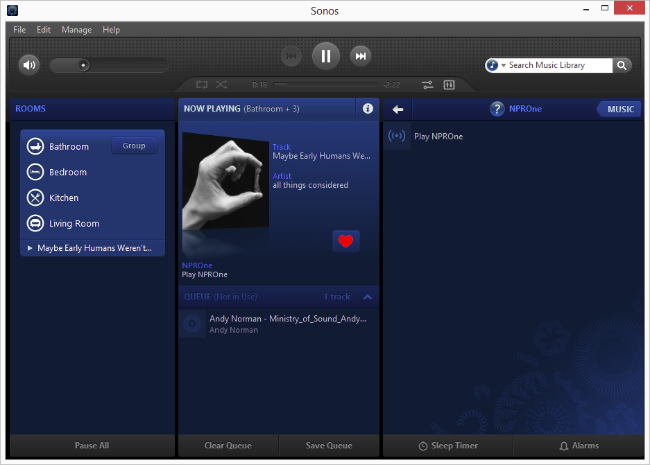 Sonos
File Edit Manage Help
0:18
-2:22
Search Music Library
ROOMS
Bathroom
Group
Bedroom
Kitchen
Living Room
Maybe Early Humans Weren't...
NOW PLAYING (Bathroom + 3)
Track
Maybe Early Humans We...
Artist
all things considered
NPROne
Play NPROne
QUEUE (Not in Use) 1 track
Andy Norman - Ministry_of_Sound_Andy...
Andy Norman
NPROne
MUSIC
Play NPROne
Pause All
Clear Queue
Save Queue
Sleep Timer
Alarms